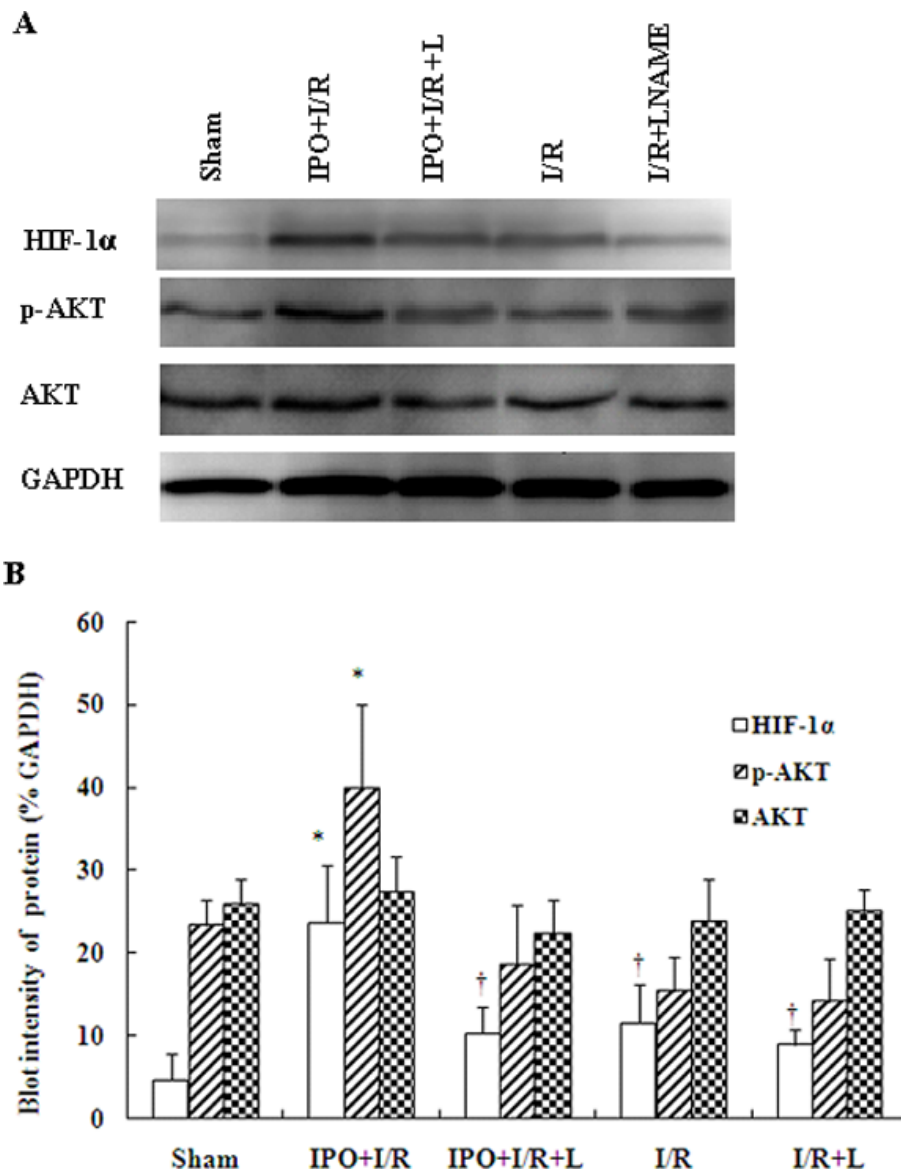 A
Sham
IPO+I/R
IPO+I/R+L
I/R
I/R+LNAME
HIF-1α
p-AKT
AKT
GAPDH
B
Blot intensity of protein (% GAPDH)
60
50
40
30
20
10
0
*
*
†
†
†
HIF-1α
p-AKT
AKT
Sham
IPO+I/R
IPO+I/R+L
I/R
I/R+L